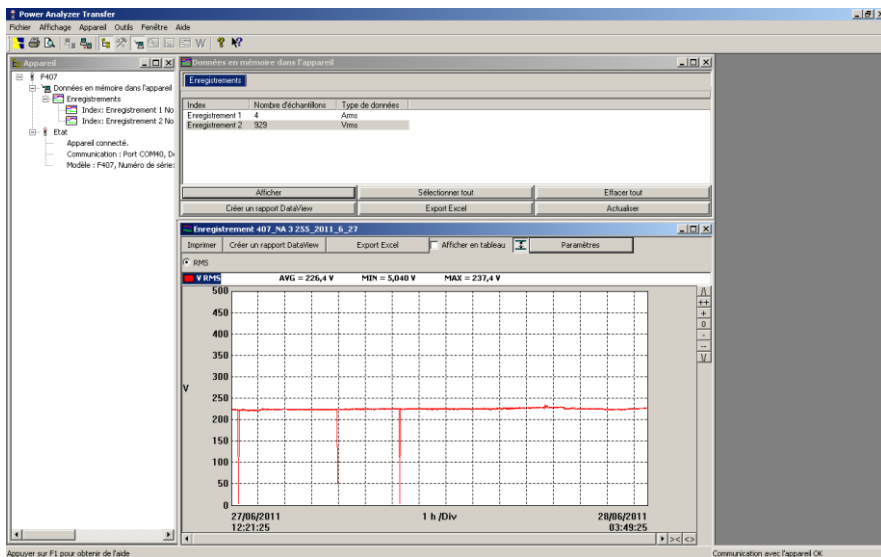 Power Analyzer Transfer
Fichier Affichage Appareil Outils Fenêtre Aide
Appareil
F407
Données en mémoire dans l'appareil
Enregistrements
Index: Enregistrement 1 No
Index: Enregistrement 2 No
Etat
Appareil connecté.
Communication : Port COM40, D
Modèle : F407, Numéro de série:
Données en mémoire dans l'appareil
Enregistrements
Index Nombre d'échantillons Type de données
Enregistrement 1 4 Arms
Enregistrement 2 929 Vrms
Afficher Sélectionner tout Effacer tout
Créer un rapport DataView Export Excel Actualiser
Enregistrement 407_NA 3 255_2011_6_27
Imprimer Créer un rapport DataView Export Excel Afficher en tableau Paramètres
RMS
V RMS AVG = 226,4 V MIN = 5,040 V MAX = 237,4 V
500
450
400
350
300
V
250
200
150
100
50
0
27/06/2011 1 h /Div 28/06/2011
12:21:25 03:49:25
/\
++
+
0
-
--
\/
><
<>
Appuyer sur F1 pour obtenir de l'aide Communication avec l'appareil OK